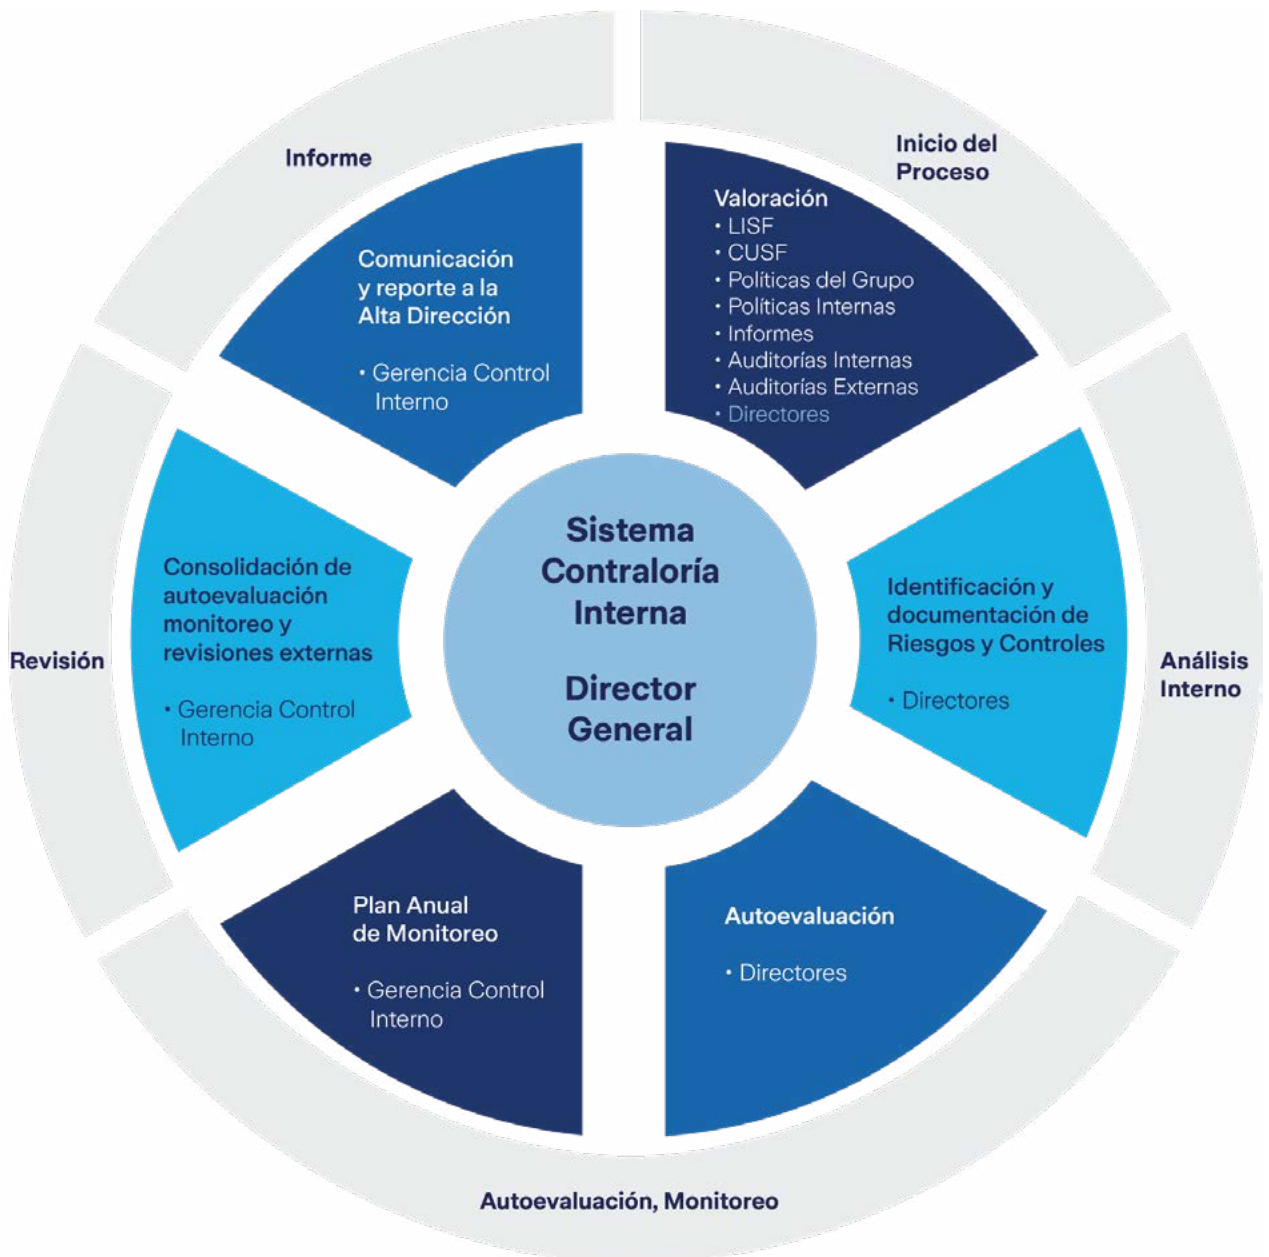 Inicio del
Proceso
Valoración
• LISF
• CUSF
• Políticas del Grupo
• Políticas Internas
• Informes
• Auditorías Internas
• Auditorías Externas
• Directores
Análisis
Interno
Identificación y
documentación de
Riesgos y Controles
• Directores
Autoevaluación
• Directores
Autoevaluación, Monitoreo
Plan Anual
de Monitoreo
• Gerencia Control
Interno
Revisión
Consolidación de
autoevaluación
monitoreo y
revisiones externas
• Gerencia Control
Interno
Informe
Comunicación
y reporte a la
Alta Dirección
• Gerencia Control
Interno
Sistema
Contraloría
Interna
Director
General